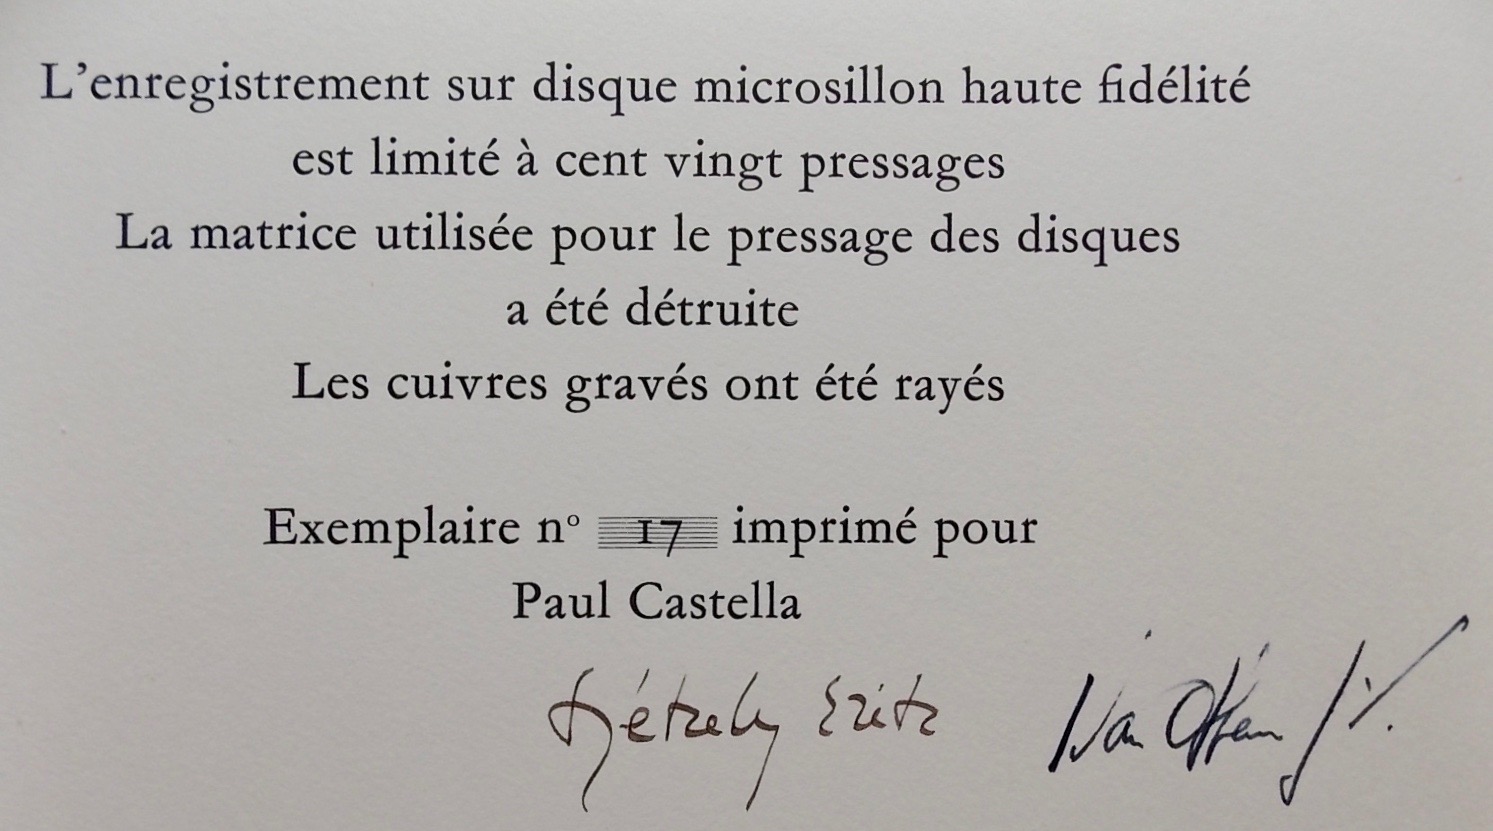 L'enregistrement sur disque microsillon haute fidélité
est limité à cent vingt pressages
La matrice utilisée pour le pressage des disques
a été détruite
Les cuivres gravés ont été rayés
Exemplaire nº 17 imprimé pour
Paul Castella